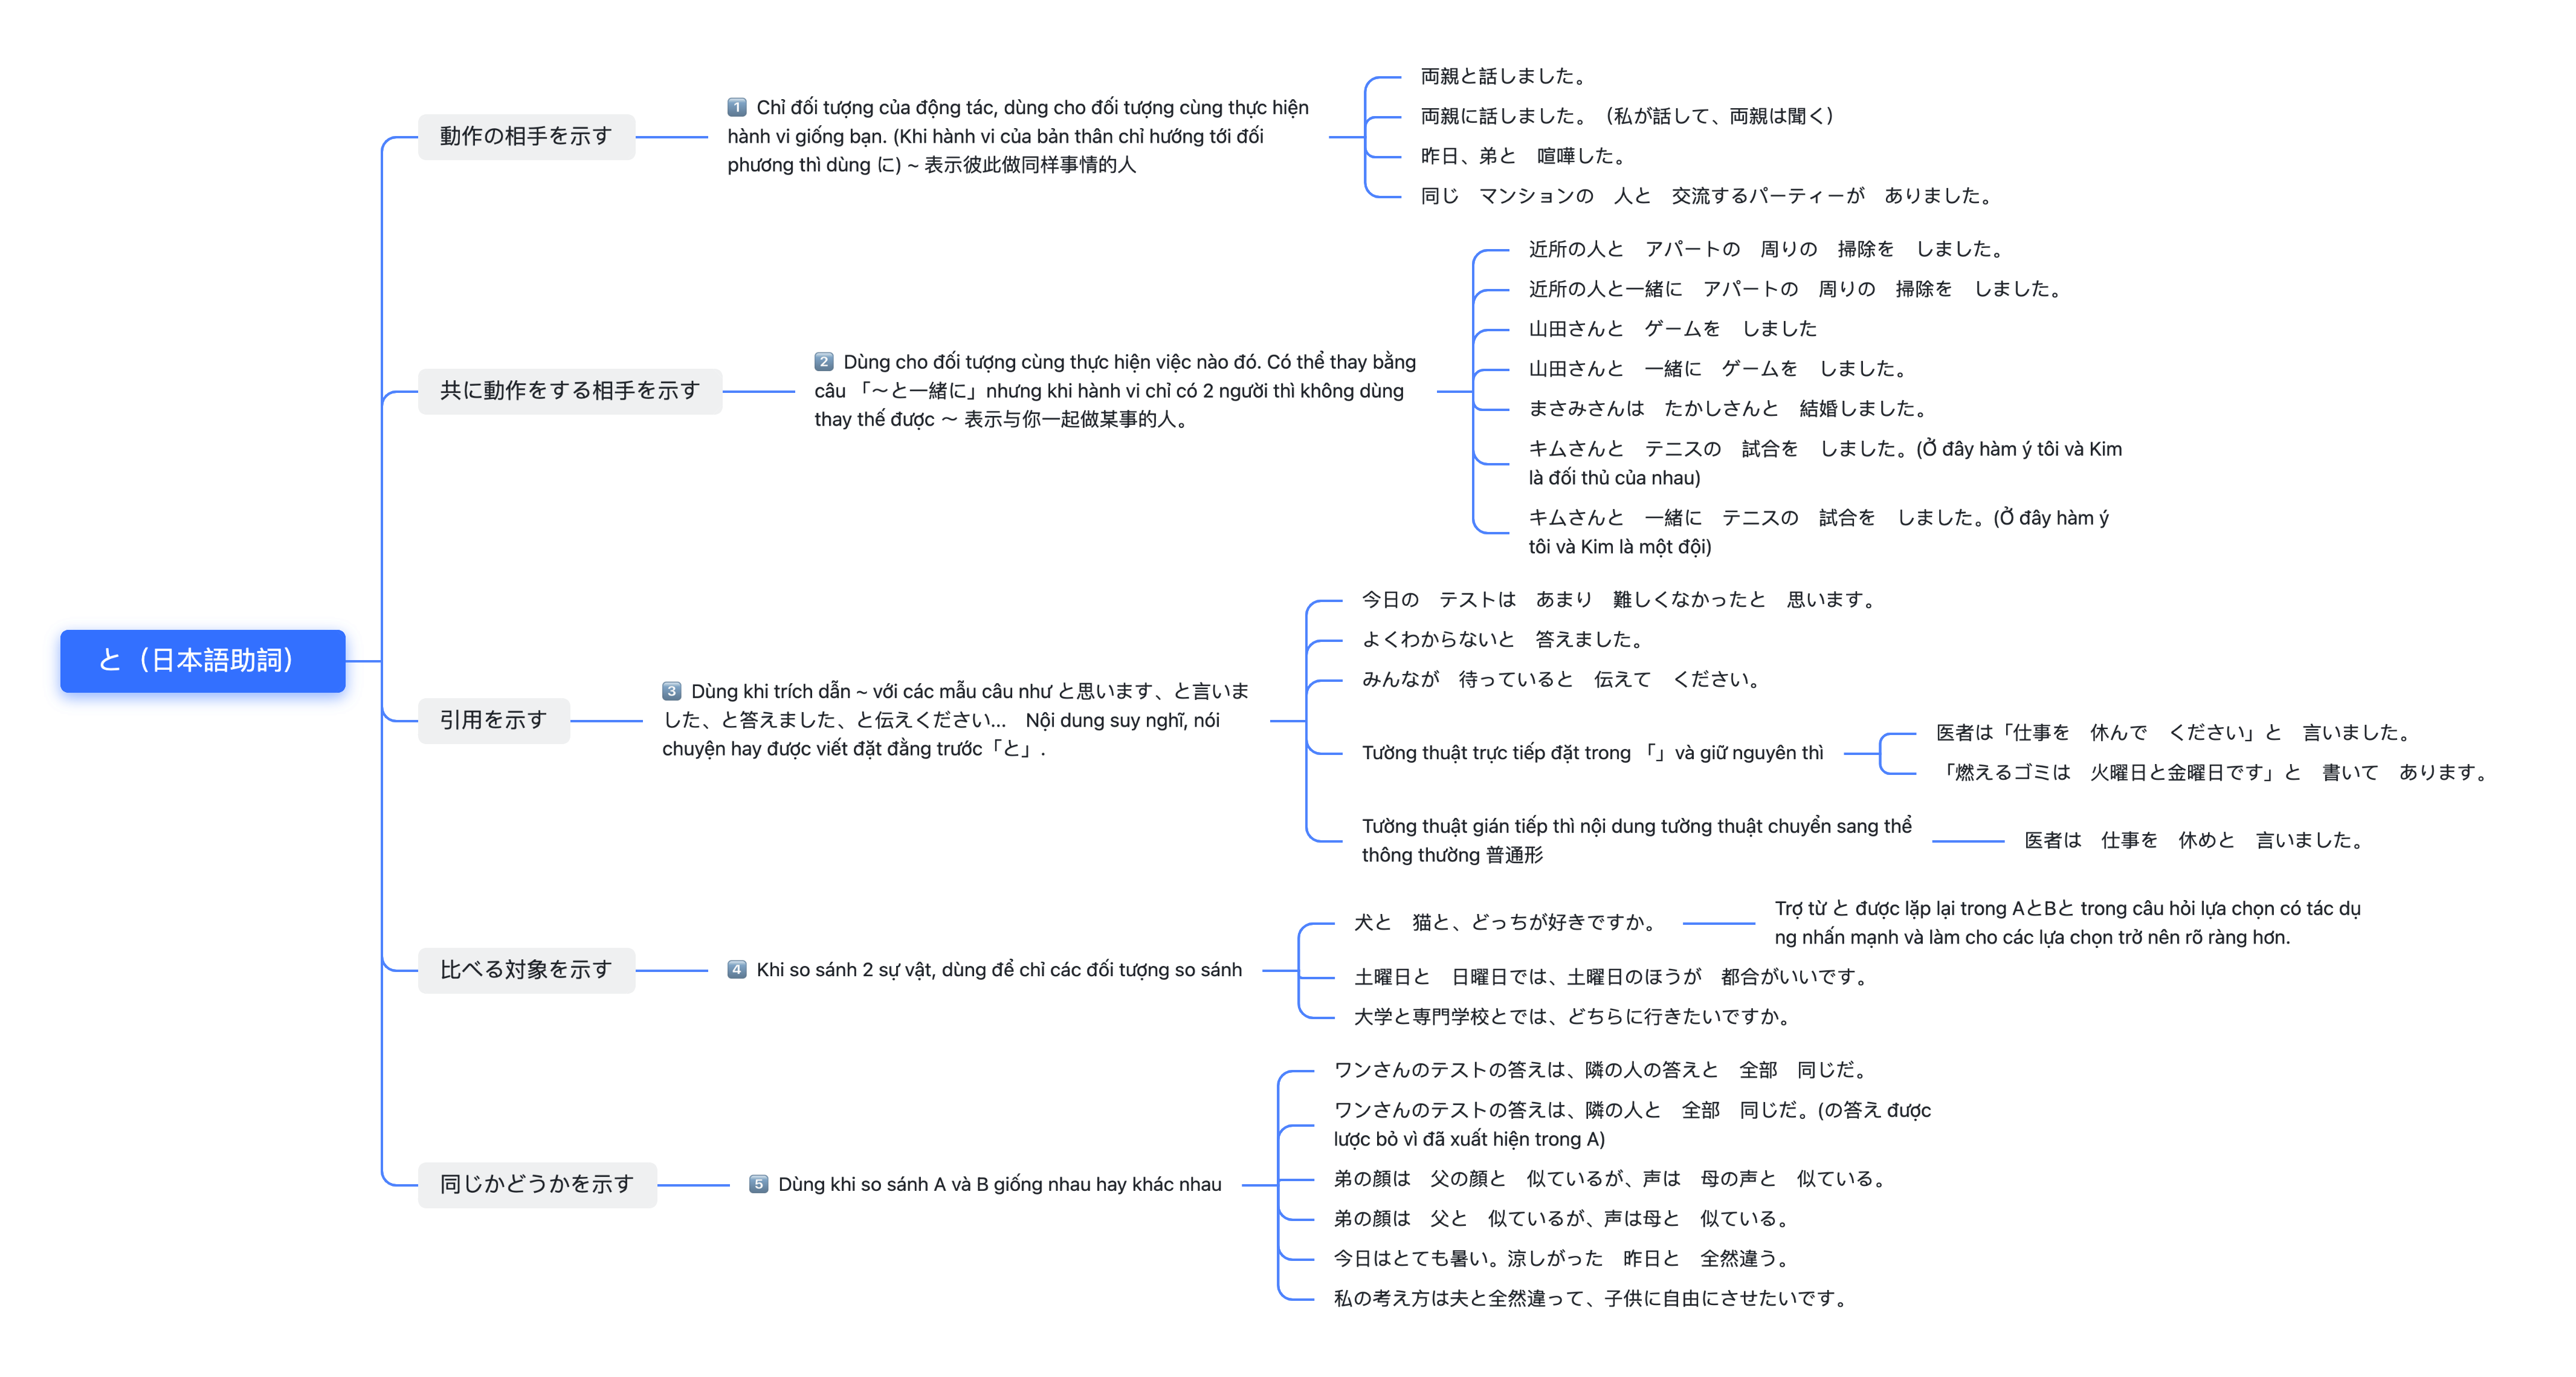 と（日本語助詞）
動作の相手を示す
1 Chỉ đối tượng của động tác, dùng cho đối tượng cùng thực hiện
hành vi giống bạn. (Khi hành vi của bản thân chỉ hướng tới đối
phương thì dùng に) ~ 表示彼此做同样事情的人
両親と話しました。
両親に話しました。（私が話して、両親は聞く）
昨日、弟と　喧嘩した。
同じ　マンションの　人と　交流するパーティーが　ありました。
共に動作をする相手を示す
2 Dùng cho đối tượng cùng thực hiện việc nào đó. Có thể thay bằng
câu 「～と一緒に」nhưng khi hành vi chỉ có 2 người thì không dùng
thay thế được ～ 表示与你一起做某事的人。
近所の人と　アパートの　周りの　掃除を　しました。
近所の人と一緒に　アパートの　周りの　掃除を　しました。
山田さんと　ゲームを　しました
山田さんと　一緒に　ゲームを　しました。
まさみさんは　たかしさんと　結婚しました。
キムさんと　テニスの　試合を　しました。(Ở đây hàm ý tôi và Kim
là đối thủ của nhau)
キムさんと　一緒に　テニスの　試合を　しました。(Ở đây hàm ý
tôi và Kim là một đội)
引用を示す
3 Dùng khi trích dẫn ~ với các mẫu câu như と思います、と言いま
した、と答えました、と伝えください...　Nội dung suy nghĩ, nói
chuyện hay được viết đặt đằng trước「と」.
今日の　テストは　あまり　難しくなかったと　思います。
よくわからないと　答えました。
みんなが　待っていると　伝えて　ください。
Tường thuật trực tiếp đặt trong 「」và giữ nguyên thì
医者は「仕事を　休んで　ください」と　言いました。
「燃えるゴミは　火曜日と金曜日です」と　書いて　あります。
Tường thuật gián tiếp thì nội dung tường thuật chuyển sang thể
thông thường 普通形
医者は　仕事を　休めと　言いました。
比べる対象を示す
4 Khi so sánh 2 sự vật, dùng để chỉ các đối tượng so sánh
犬と　猫と、どっちが好きですか。
Trợ từ と được lặp lại trong AとBと trong câu hỏi lựa chọn có tác dụ
ng nhấn mạnh và làm cho các lựa chọn trở nên rõ ràng hơn.
土曜日と　日曜日では、土曜日のほうが　都合がいいです。
大学と専門学校とでは、どちらに行きたいですか。
同じかどうかを示す
5 Dùng khi so sánh A và B giống nhau hay khác nhau
ワンさんのテストの答えは、隣の人の答えと　全部　同じだ。
ワンさんのテストの答えは、隣の人と　全部　同じだ。(の答え được
lược bỏ vì đã xuất hiện trong A)
弟の顔は　父の顔と　似ているが、声は　母の声と　似ている。
弟の顔は　父と　似ているが、声は母と　似ている。
今日はとても暑い。涼しがった　昨日と　全然違う。
私の考え方は夫と全然違って、子供に自由にさせたいです。